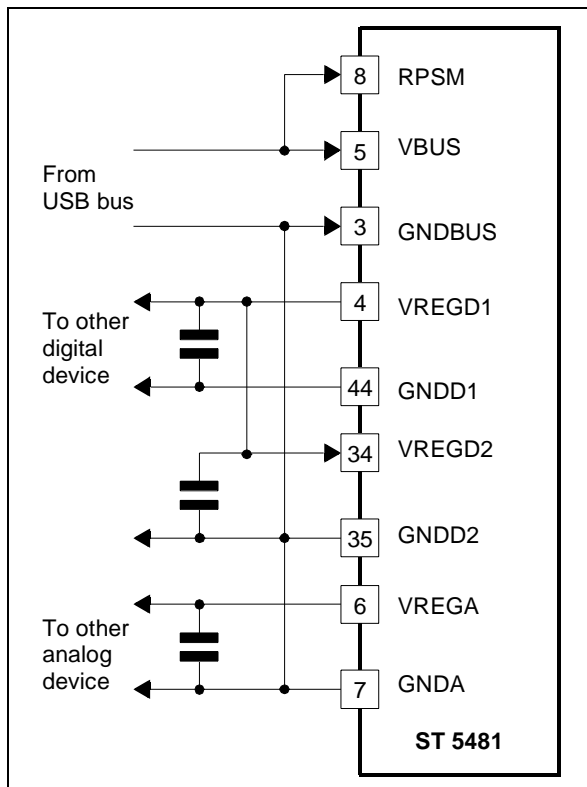 8 RPSM
5 VBUS
From
USB bus
3 GNDBUS
4 VREGD1
To other
digital
device
44 GNDD1
34 VREGD2
35 GNDD2
6 VREGA
To other
analog
device
7 GNDA
ST 5481